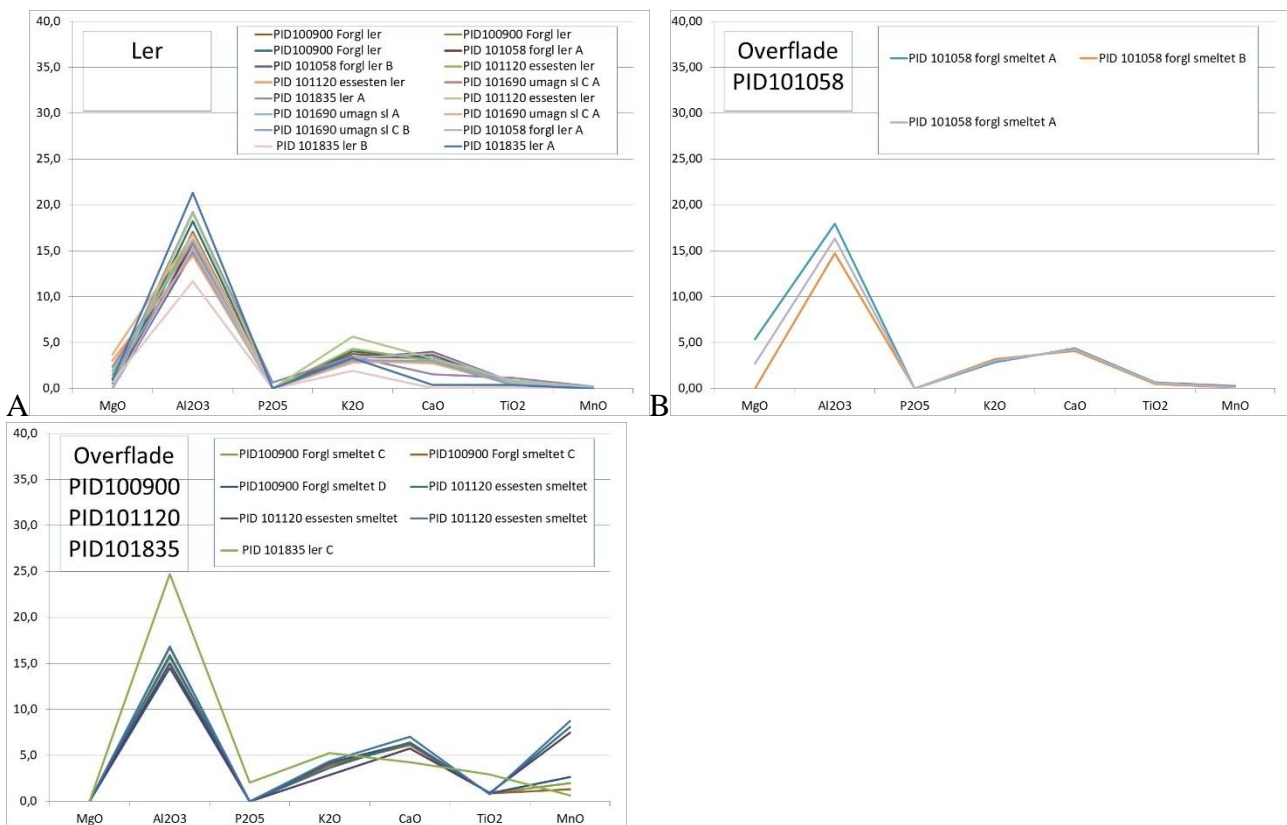 40,0
35,0
30,0
25,0
20,0
15,0
10,0
5,0
0,0
Ler
PID100900 Forgl ler PID100900 Forgl ler
PID100900 Forgl ler PID 101058 forgl ler A
PID 101058 forgl ler B PID 101120 essesten ler
PID 101120 essesten ler PID 101690 umagn sl C A
PID 101835 ler A PID 101120 essesten ler
PID 101690 umagn sl A PID 101690 umagn sl C A
PID 101690 umagn sl C B PID 101058 forgl ler A
PID 101835 ler B PID 101835 ler A
MgO Al2O3 P2O5 K2O CaO TiO2 MnO
A
40,00
35,00
30,00
25,00
20,00
15,00
10,00
5,00
0,00
Overflade
PID101058
PID 101058 forgl smeltet A PID 101058 forgl smeltet B
PID 101058 forgl smeltet A
MgO Al2O3 P2O5 K2O CaO TiO2 MnO
B
40,0
35,0
30,0
25,0
20,0
15,0
10,0
5,0
0,0
Overflade
PID100900
PID101120
PID101835
PID100900 Forgl smeltet C PID100900 Forgl smeltet C
PID100900 Forgl smeltet D PID 101120 essesten smeltet
PID 101120 essesten smeltet PID 101120 essesten smeltet
PID 101835 ler C
MgO Al2O3 P2O5 K2O CaO TiO2 MnO